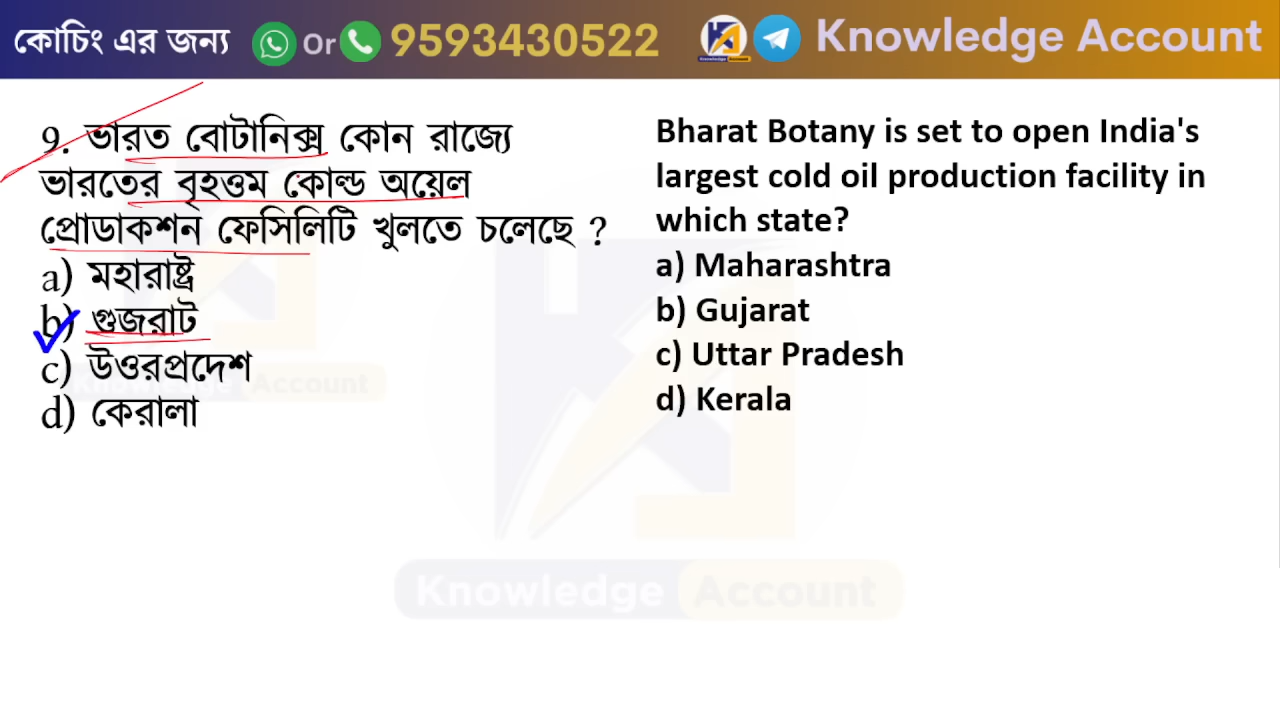 কোচিং এর জন্য Or 9593430522 Knowledge Account
9. ভারত বোটানিক্স কোন রাজ্যে
ভারতের বৃহত্তম কোল্ড অয়েল
প্রোডাকশন ফেসিলিটি খুলতে চলেছে ?
a) মহারাষ্ট্র
b) গুজরাট
c) উওরপ্রদেশ
d) কেরালা
Bharat Botany is set to open India's
largest cold oil production facility in
which state?
a) Maharashtra
b) Gujarat
c) Uttar Pradesh
d) Kerala
Knowledge Account
Knowledge Account